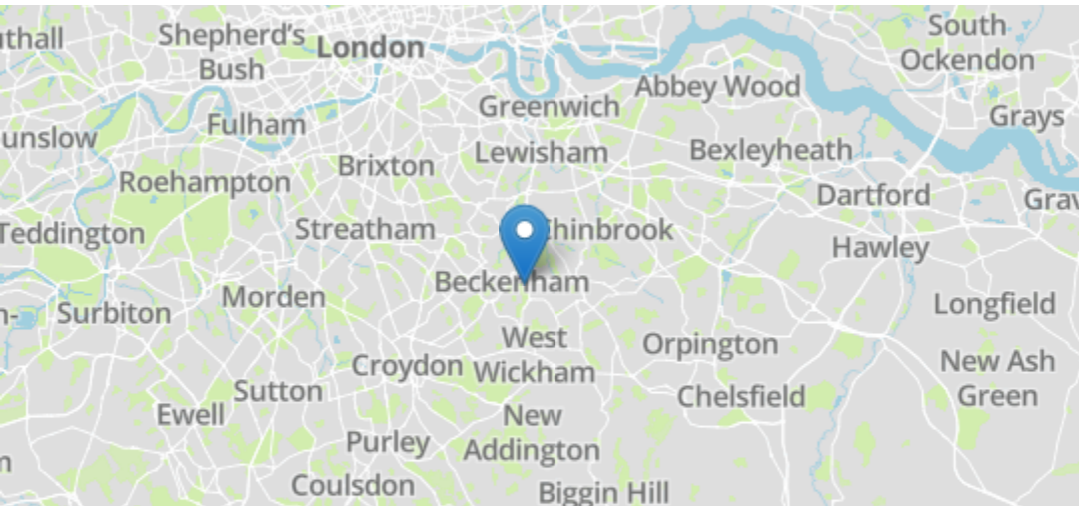 uthall
Shepherd's
Bush
London
South
Ockendon
Abbey Wood
Greenwich
Grays
unslow
Fulham
Brixton
Lewisham
Bexleyheath
Roehampton
Dartford
Grav
Teddington
Streatham
Chinbrook
Hawley
Beckenham
Surbiton
Morden
Longfield
n-
West
Wickham
Orpington
Croydon
New Ash
Green
Sutton
Chelsfield
Ewell
New
Addington
Purley
m
Coulsdon
Biggin Hill